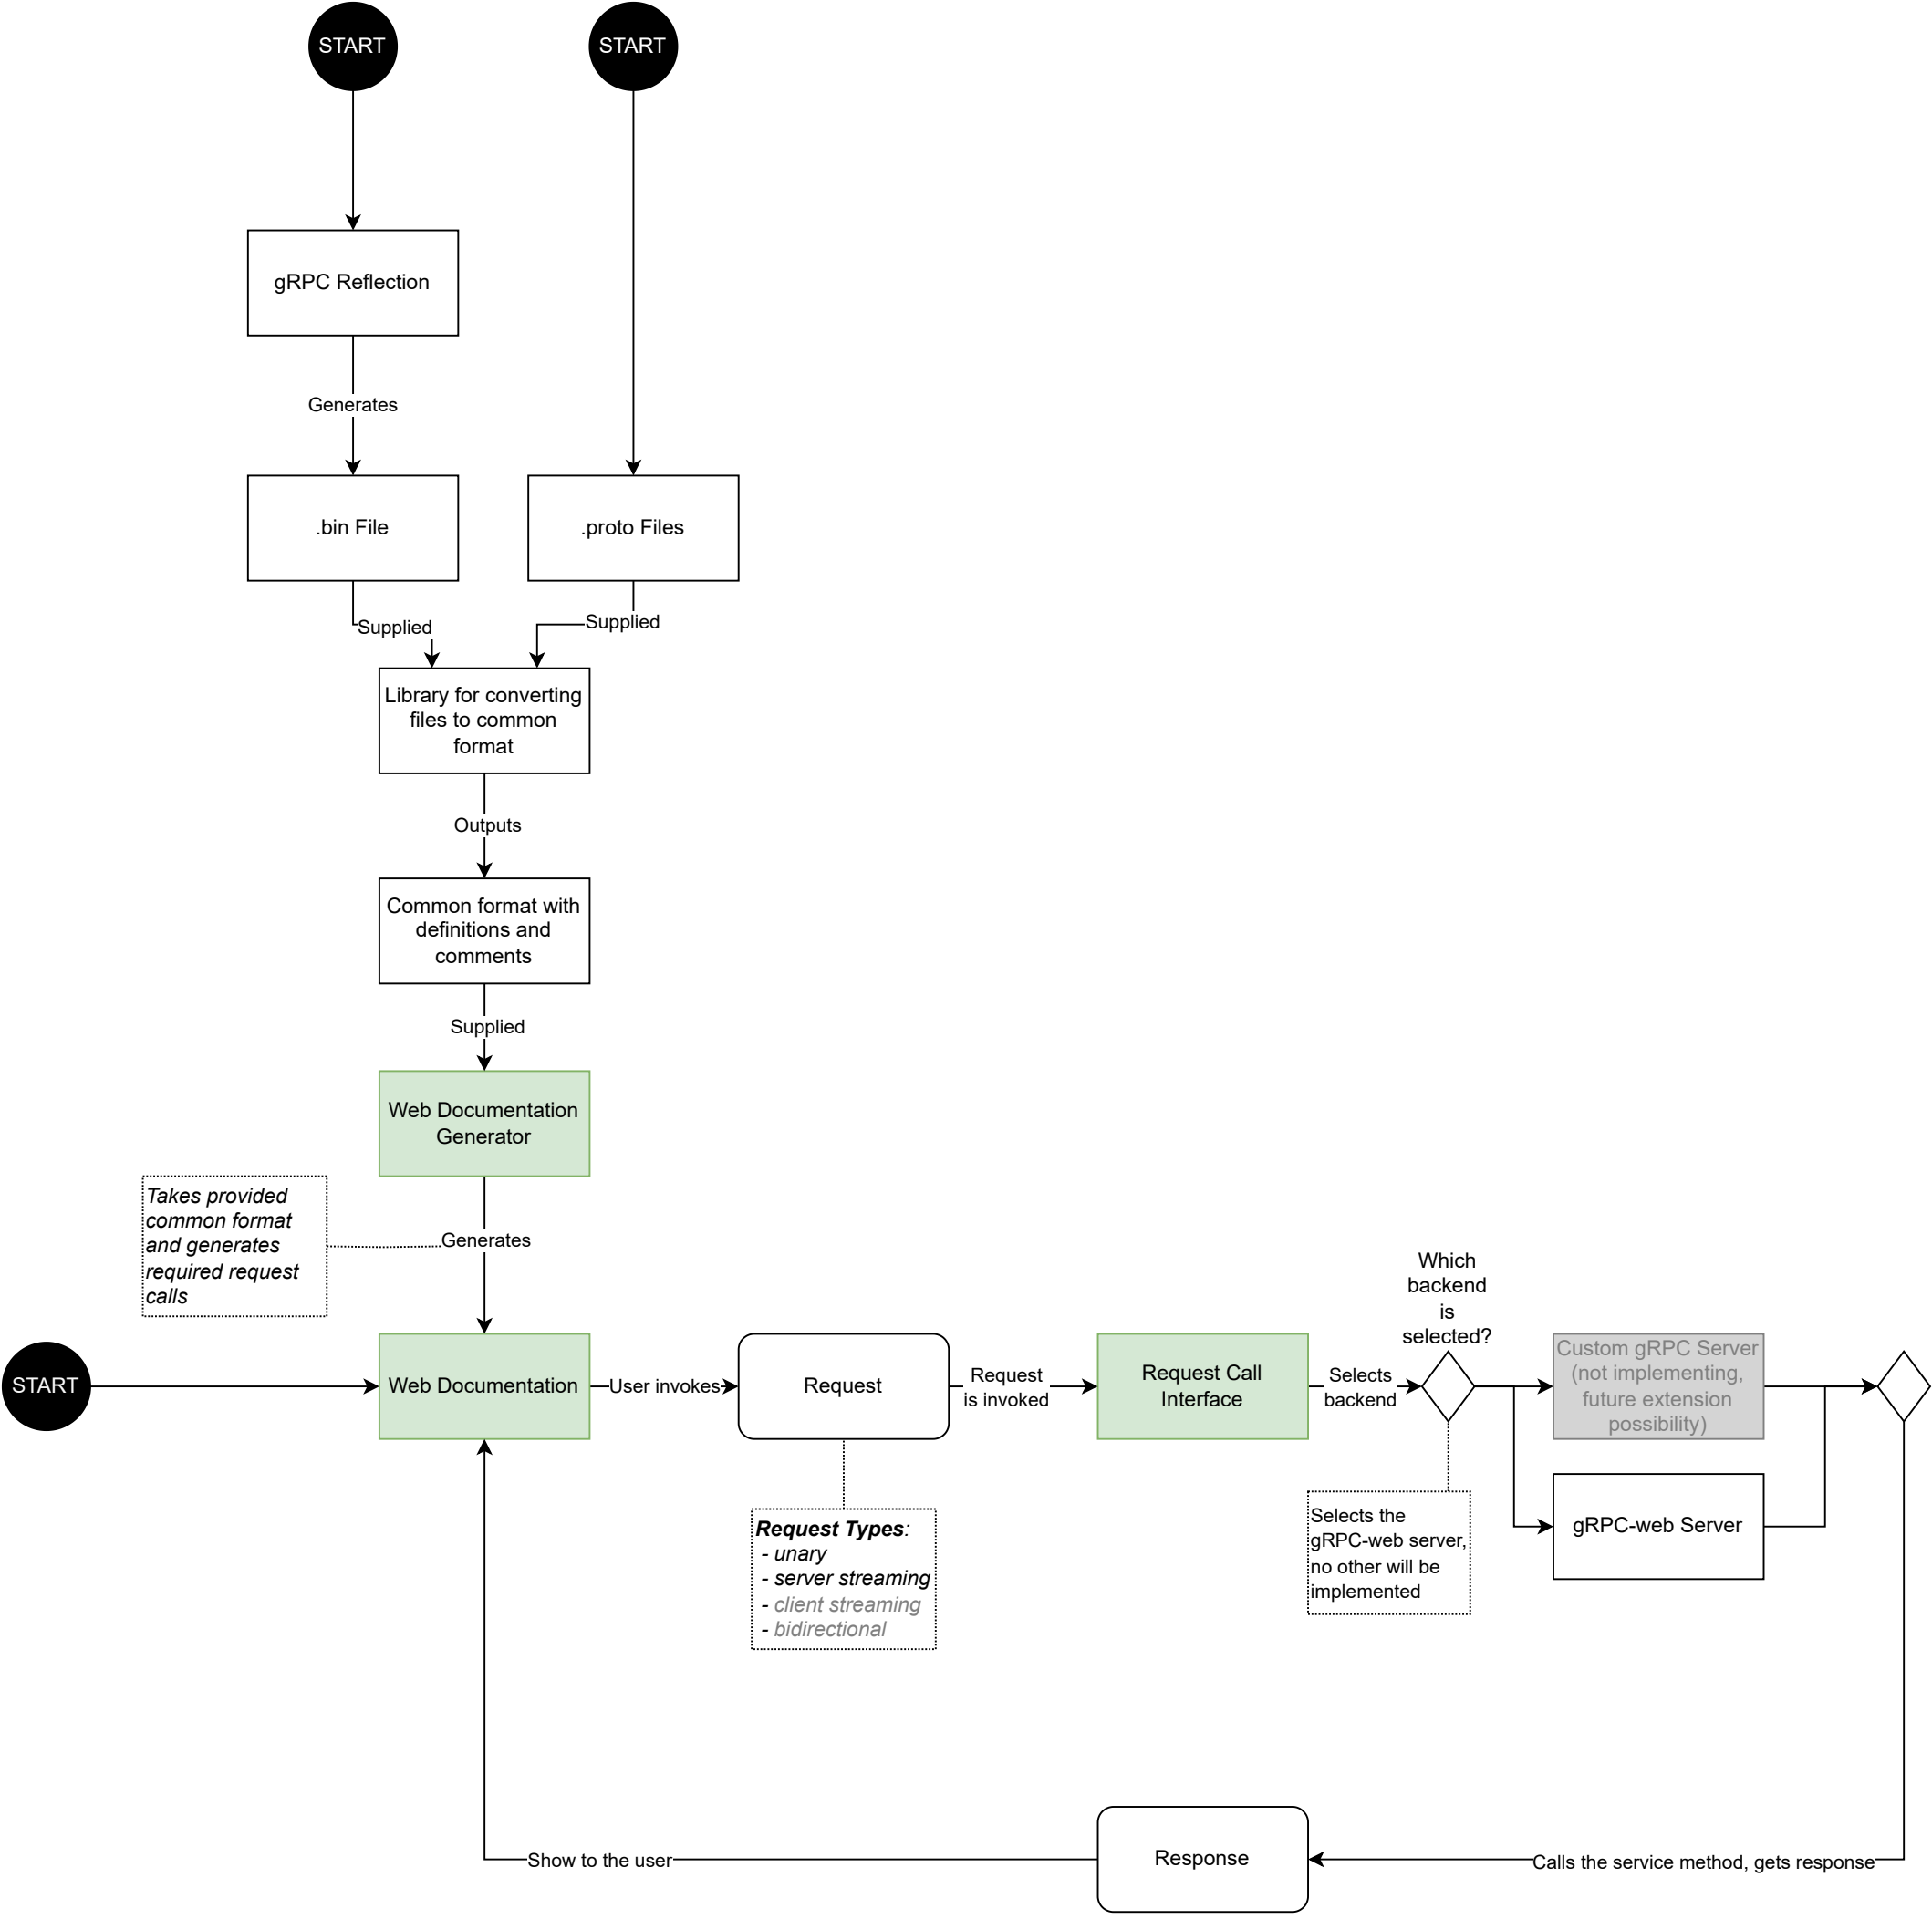 START
START
gRPC Reflection
Generates
.bin File
.proto Files
Supplied
Supplied
Library for converting
files to common
format
Outputs
Common format with
definitions and
comments
Supplied
Web Documentation
Generator
Takes provided
common format
and generates
required request
calls
Generates
START
Web Documentation
User invokes
Request
Request
is invoked
Request Call
Interface
Selects
backend
Which
backend
is
selected?
Custom gRPC Server
(not implementing,
future extension
possibility)
gRPC-web Server
Request Types:
- unary
- server streaming
- client streaming
- bidirectional
Selects the
gRPC-web server,
no other will be
implemented
Show to the user
Response
Calls the service method, gets response